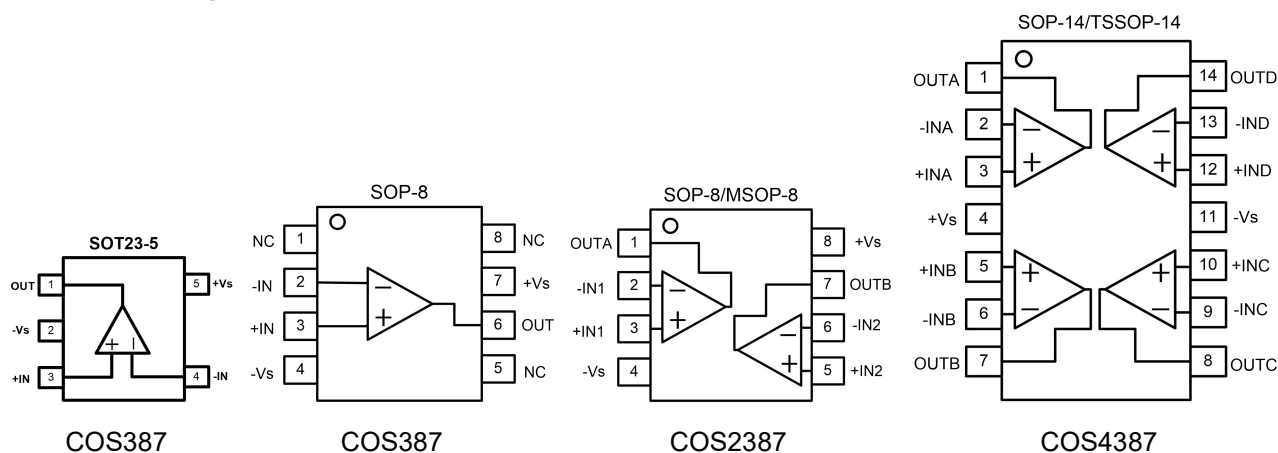 SOT23-5
OUT 1
-Vs 2
+IN 3
5 +Vs
4 -IN
+ −
COS387
SOP-8
NC 1
-IN 2
+IN 3
-Vs 4
8 NC
7 +Vs
6 OUT
5 NC
−
+
COS387
SOP-8/MSOP-8
OUTA 1
-IN1 2
+IN1 3
-Vs 4
8 +Vs
7 OUTB
6 -IN2
5 +IN2
−
+
−
+
COS2387
SOP-14/TSSOP-14
OUTA 1
-INA 2
+INA 3
+Vs 4
+INB 5
-INB 6
OUTB 7
14 OUTD
13 -IND
12 +IND
11 -Vs
10 +INC
9 -INC
8 OUTC
−
+
−
+
+
−
+
−
COS4387